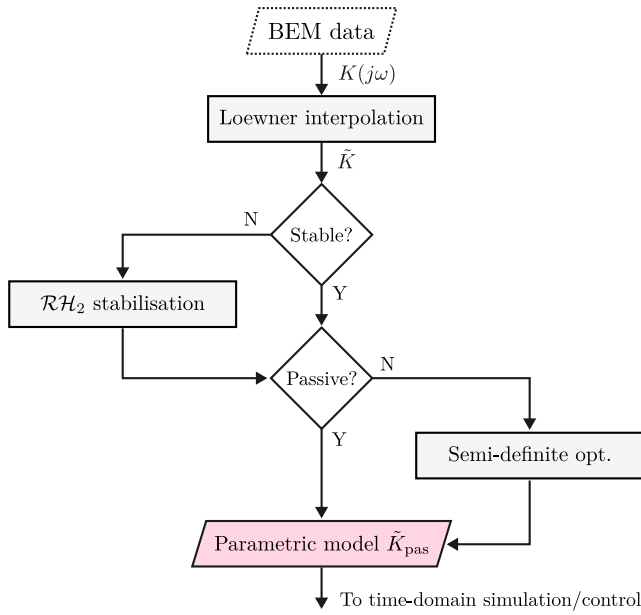 BEM data
K(jω)
Loewner interpolation
K̃
N
Stable?
Y
RH₂ stabilisation
Passive?
N
Y
Semi-definite opt.
Parametric model K̃pas
To time-domain simulation/control